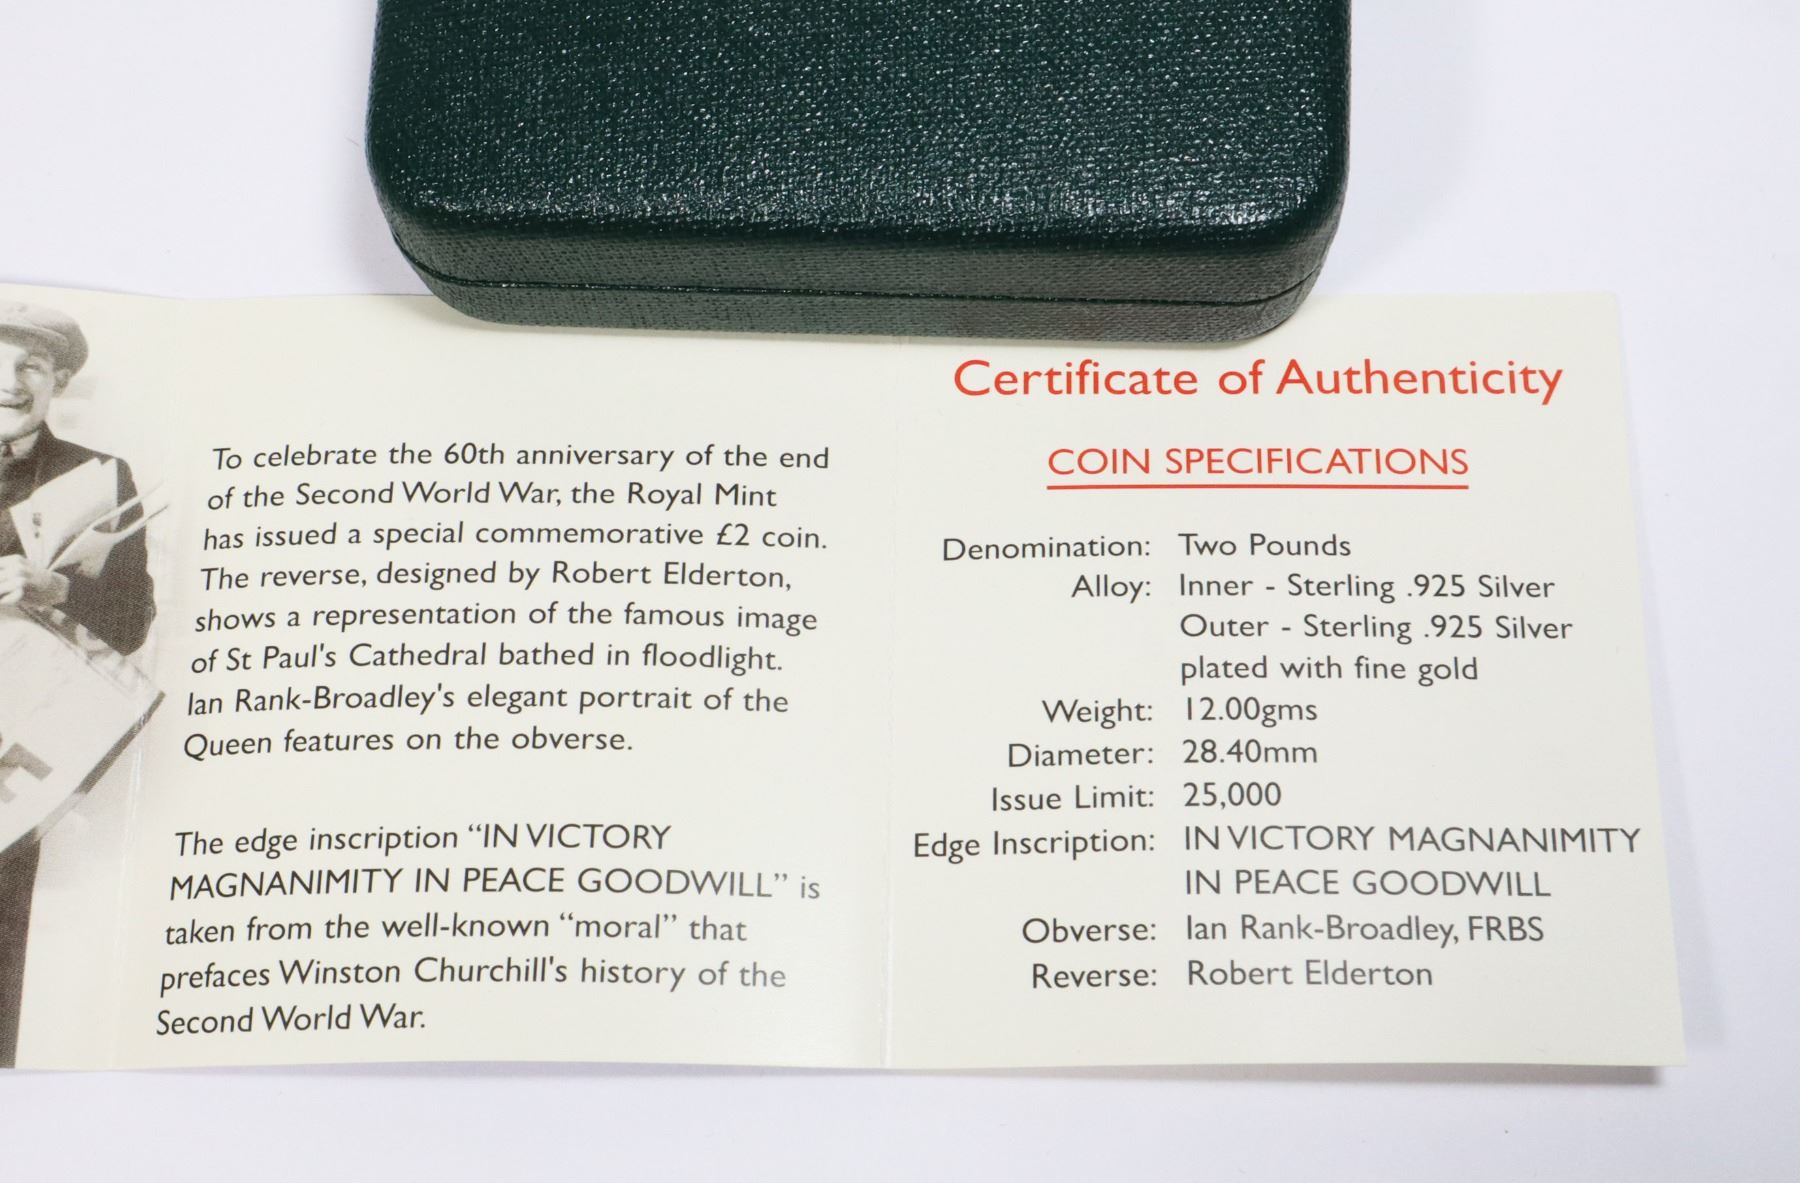 To celebrate the 60th anniversary of the end
of the Second World War, the Royal Mint
has issued a special commemorative £2 coin.
The reverse, designed by Robert Elderton,
shows a representation of the famous image
of St Paul's Cathedral bathed in floodlight.
Ian Rank-Broadley's elegant portrait of the
Queen features on the obverse.
The edge inscription “IN VICTORY
MAGNANIMITY IN PEACE GOODWILL” is
taken from the well-known “moral” that
prefaces Winston Churchill's history of the
Second World War.
Certificate of Authenticity
COIN SPECIFICATIONS
Denomination: Two Pounds
Alloy: Inner - Sterling .925 Silver
Outer - Sterling .925 Silver
plated with fine gold
Weight: 12.00gms
Diameter: 28.40mm
Issue Limit: 25,000
Edge Inscription: IN VICTORY MAGNANIMITY
IN PEACE GOODWILL
Obverse: Ian Rank-Broadley, FRBS
Reverse: Robert Elderton